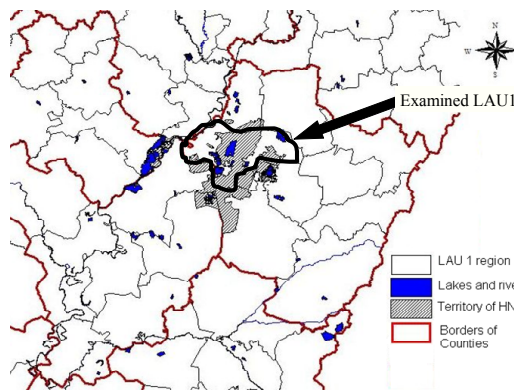 N
W E
S
Examined LAU1
LAU 1 region
Lakes and rive
Territory of HN
Borders of
Counties